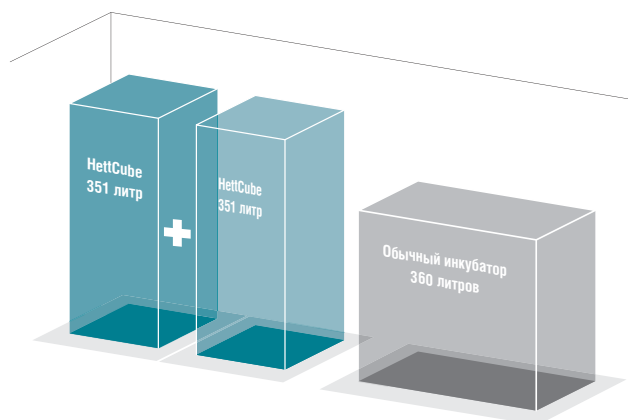 HettCube
351 литр
HettCube
351 литр
Обычный инкубатор
360 литров